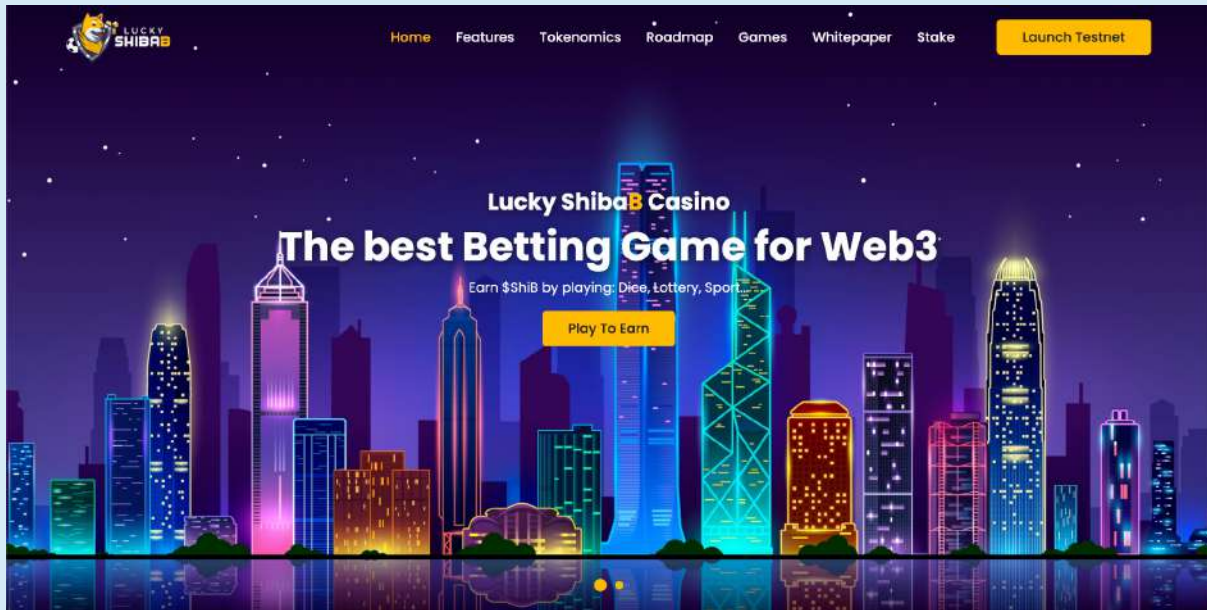 LUCKY
SHIBAB
Home Features Tokenomics Roadmap Games Whitepaper Stake Launch Testnet
Lucky ShibaB Casino
The best Betting Game for Web3
Earn $ShiB by playing: Dice, Lottery, Sport...
Play To Earn